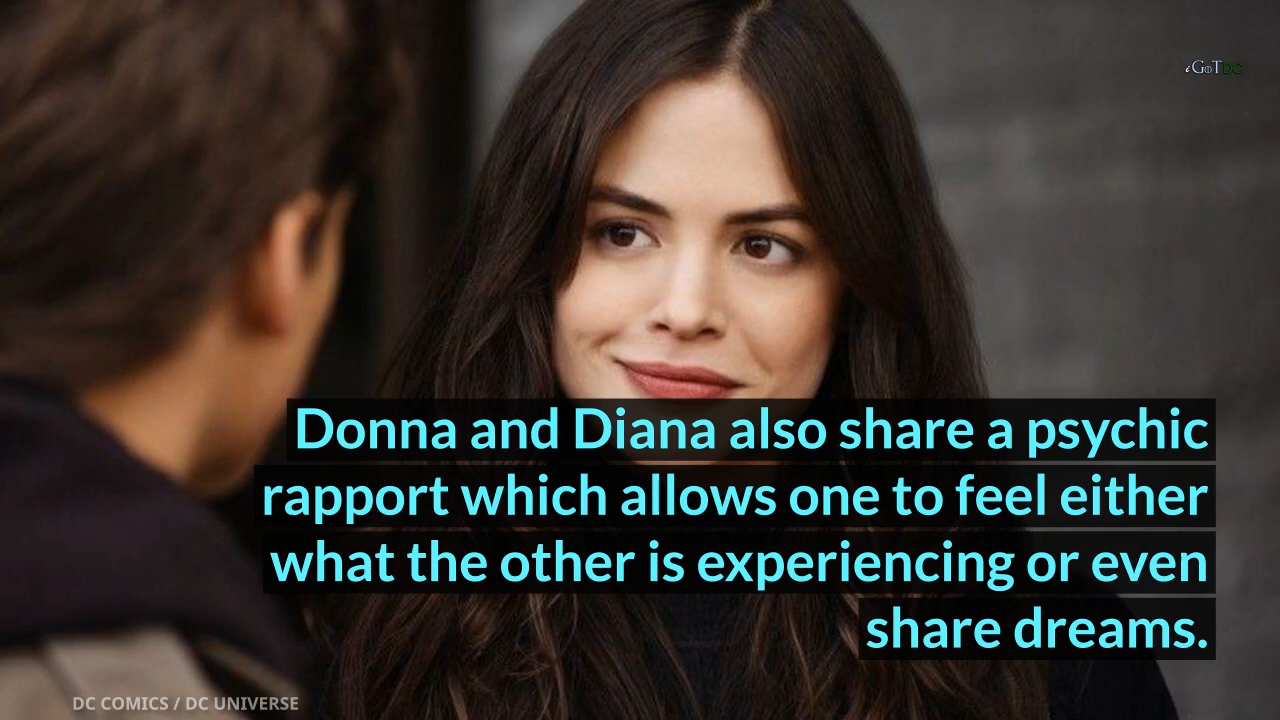 iGoTDC
Donna and Diana also share a psychic
rapport which allows one to feel either
what the other is experiencing or even
share dreams.
DC COMICS / DC UNIVERSE